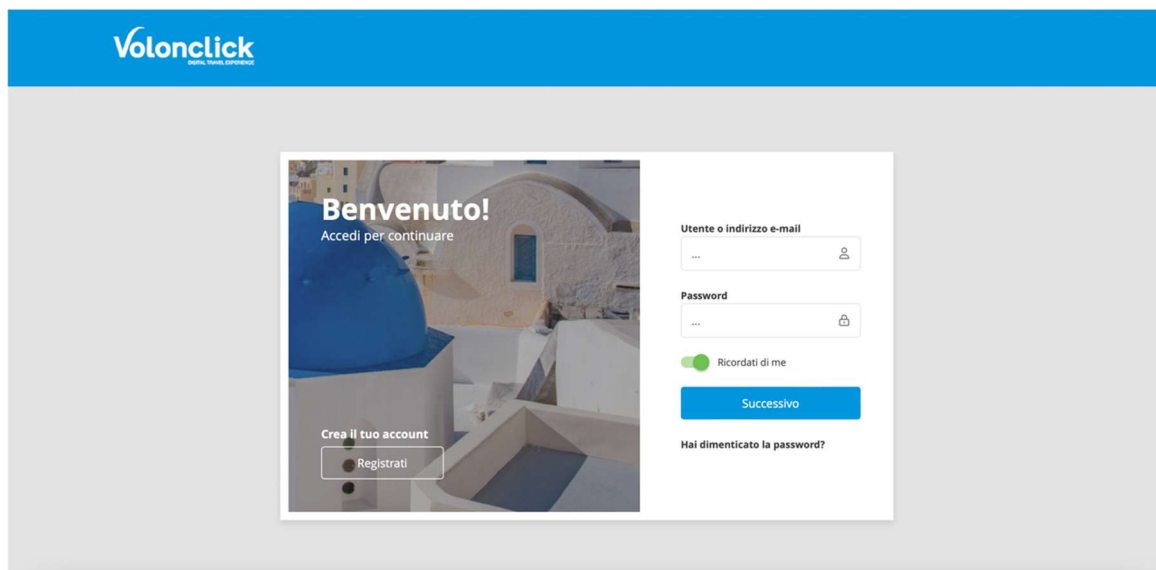 Volonclick
DIGITAL TRAVEL EXPERIENCE
Benvenuto!
Accedi per continuare
Crea il tuo account
Registrati
Utente o indirizzo e-mail
...
Password
...
Ricordati di me
Successivo
Hai dimenticato la password?